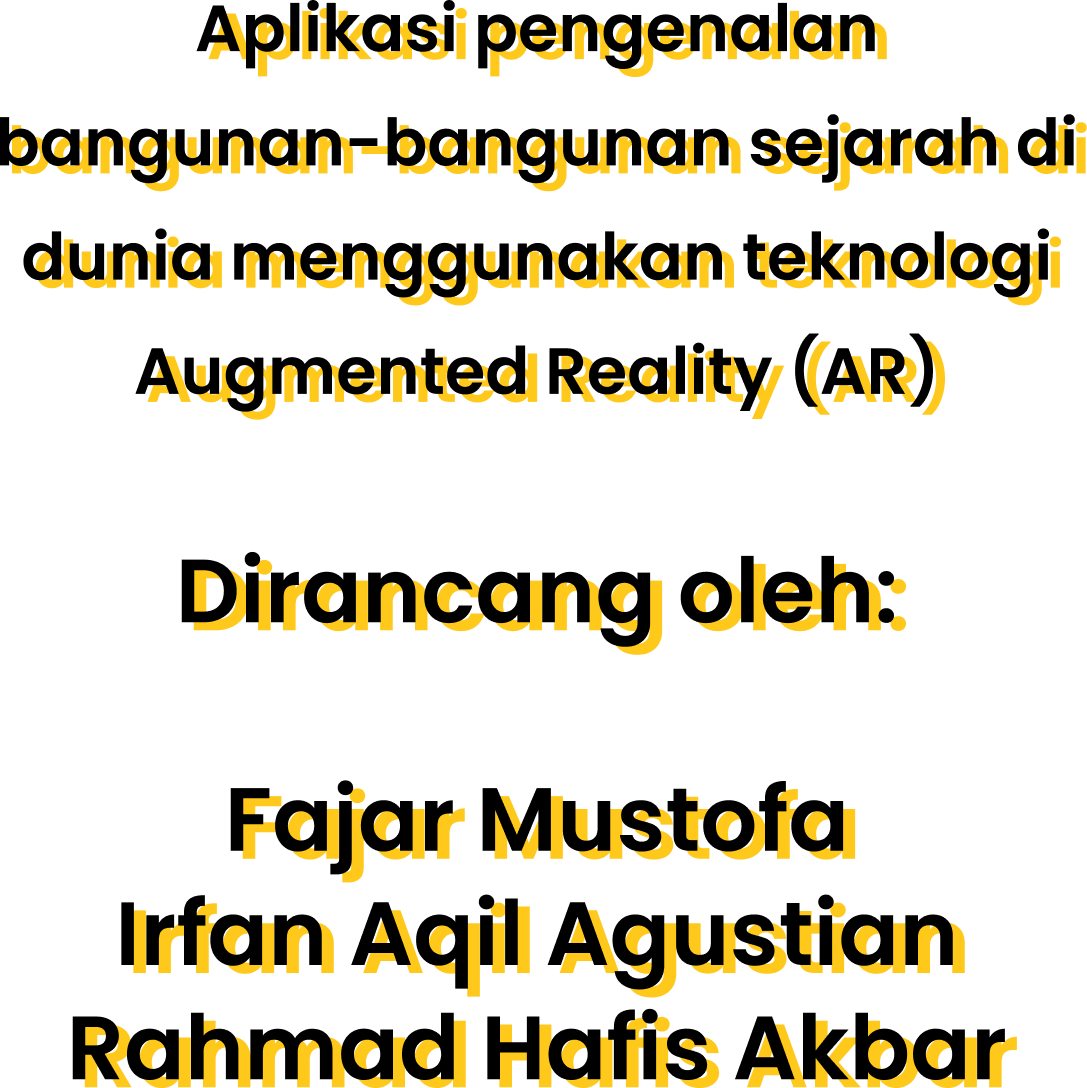 Aplikasi pengenalan
bangunan-bangunan sejarah di
dunia menggunakan teknologi
Augmented Reality (AR)
Dirancang oleh:
Fajar Mustofa
Irfan Aqil Agustian
Rahmad Hafis Akbar